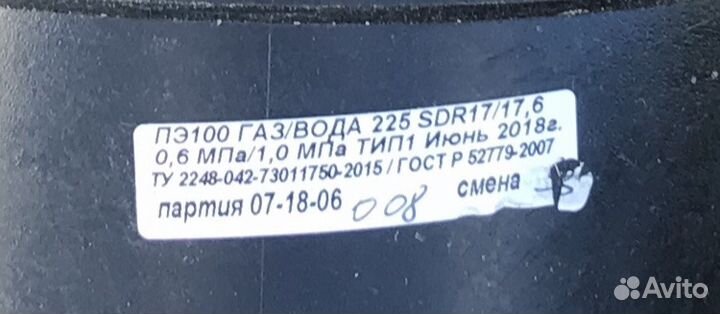 ПЭ100 ГАЗ/ВОДА 225 SDR17/17,6
0,6 МПа/1,0 МПа ТИП1 Июнь 2018г.
ТУ 2248-042-73011750-2015 / ГОСТ Р 52779-2007
партия 07-18-06 008 смена
Avito